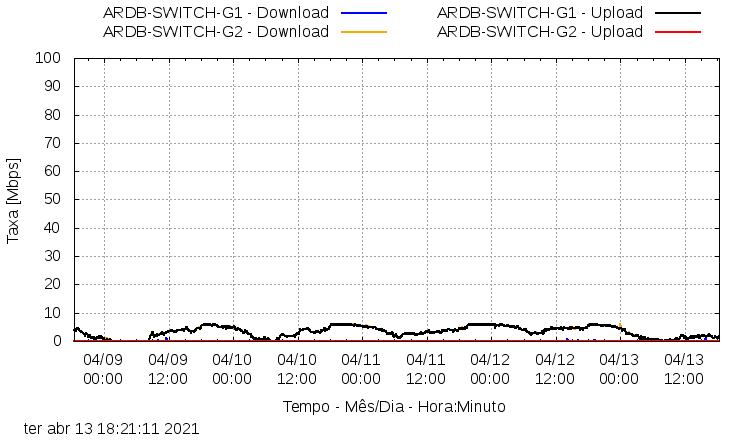 ARDB-SWITCH-G1 - Download ARDB-SWITCH-G1 - Upload
ARDB-SWITCH-G2 - Download ARDB-SWITCH-G2 - Upload
100
90
80
70
60
50
40
30
20
10
0
Taxa [Mbps]
04/09 04/09 04/10 04/10 04/11 04/11 04/12 04/12 04/13 04/13
00:00 12:00 00:00 12:00 00:00 12:00 00:00 12:00 00:00 12:00
Tempo - Mês/Dia - Hora:Minuto
ter abr 13 18:21:11 2021